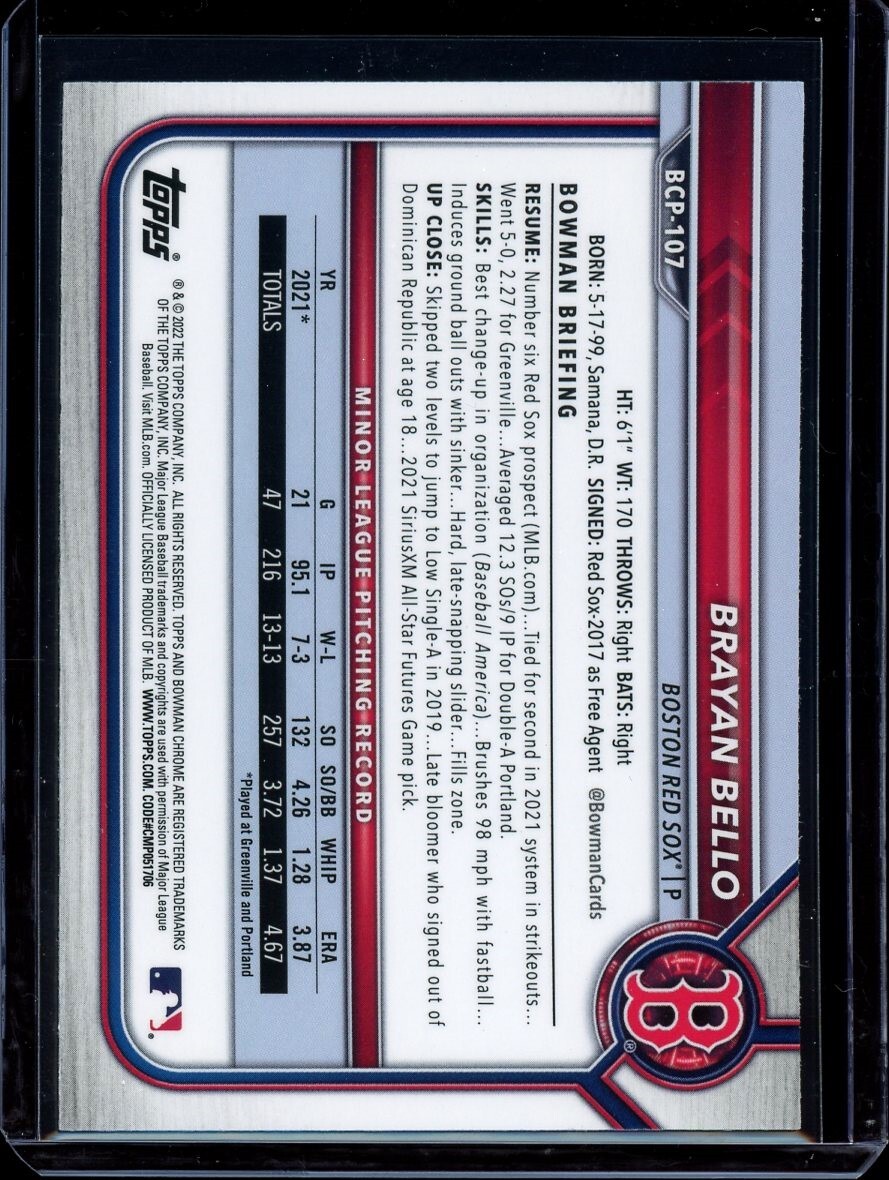 BCP-107
BRAYAN BELLO
BOSTON RED SOX® | P
B®
HT: 6'1" WT: 170 THROWS: Right BATS: Right
BORN: 5-17-99, Samana, D.R. SIGNED: Red Sox-2017 as Free Agent @BowmanCards
BOWMAN BRIEFING
RESUME: Number six Red Sox prospect (MLB.com)...Tied for second in 2021 system in strikeouts...
Went 5-0, 2.27 for Greenville...Averaged 12.3 SOs/9 IP for Double-A Portland.
SKILLS: Best change-up in organization (Baseball America)...Brushes 98 mph with fastball...
Induces ground ball outs with sinker...Hard, late-snapping slider...Fills zone.
UP CLOSE: Skipped two levels to jump to Low Single-A in 2019...Late bloomer who signed out of
Dominican Republic at age 18...2021 SiriusXM All-Star Futures Game pick.
MINOR LEAGUE PITCHING RECORD
YR G IP W-L SO SO/BB WHIP ERA
2021* 21 95.1 7-3 132 4.26 1.28 3.87
TOTALS 47 216 13-13 257 3.72 1.37 4.67
*Played at Greenville and Portland
topps®
® & © 2022 THE TOPPS COMPANY, INC. ALL RIGHTS RESERVED. TOPPS AND BOWMAN CHROME ARE REGISTERED TRADEMARKS
OF THE TOPPS COMPANY, INC. Major League Baseball trademarks and copyrights are used with permission of Major League
Baseball. Visit MLB.com. OFFICIALLY LICENSED PRODUCT OF MLB. WWW.TOPPS.COM. CODE#CMP051706